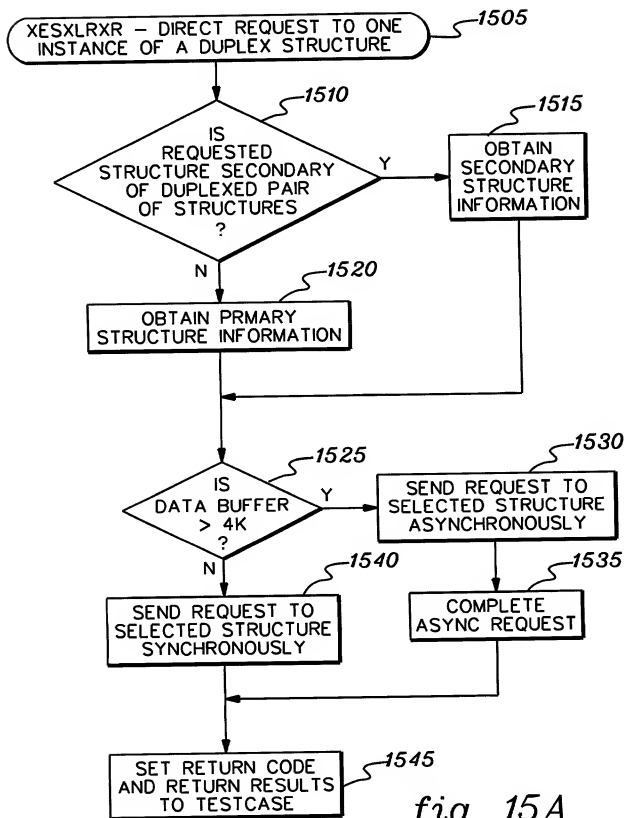 XESXLRXR – DIRECT REQUEST TO ONE
INSTANCE OF A DUPLEX STRUCTURE
1505
1510
IS
REQUESTED
STRUCTURE SECONDARY
OF DUPLEXED PAIR
OF STRUCTURES
?
Y
N
1515
OBTAIN
SECONDARY
STRUCTURE
INFORMATION
1520
OBTAIN PRMARY
STRUCTURE INFORMATION
1525
IS
DATA BUFFER
> 4K
?
Y
N
1530
SEND REQUEST TO
SELECTED STRUCTURE
ASYNCHRONOUSLY
1535
COMPLETE
ASYNC REQUEST
1540
SEND REQUEST TO
SELECTED STRUCTURE
SYNCHRONOUSLY
1545
SET RETURN CODE
AND RETURN RESULTS
TO TESTCASE
fig. 15A